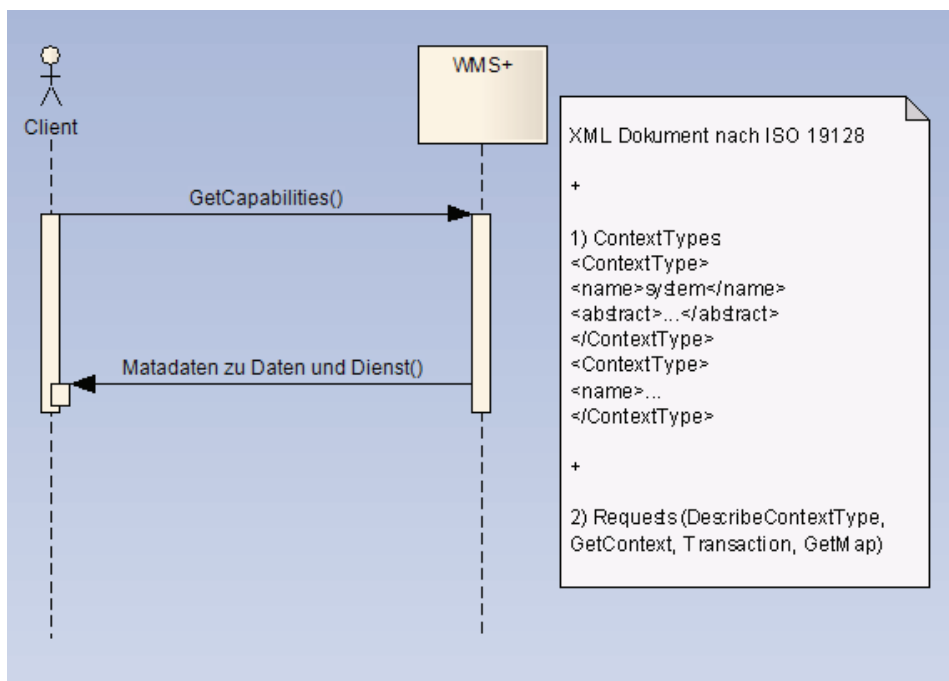 Client
WMS+
GetCapabilities()
Matadaten zu Daten und Dienst()
XML Dokument nach ISO 19128
+
1) ContextTypes
<ContextType>
<name>system</name>
<abstract>...</abstract>
</ContextType>
<ContextType>
<name>...
</ContextType>
+
2) Requests (DescribeContextType,
GetContext, Transaction, GetMap)